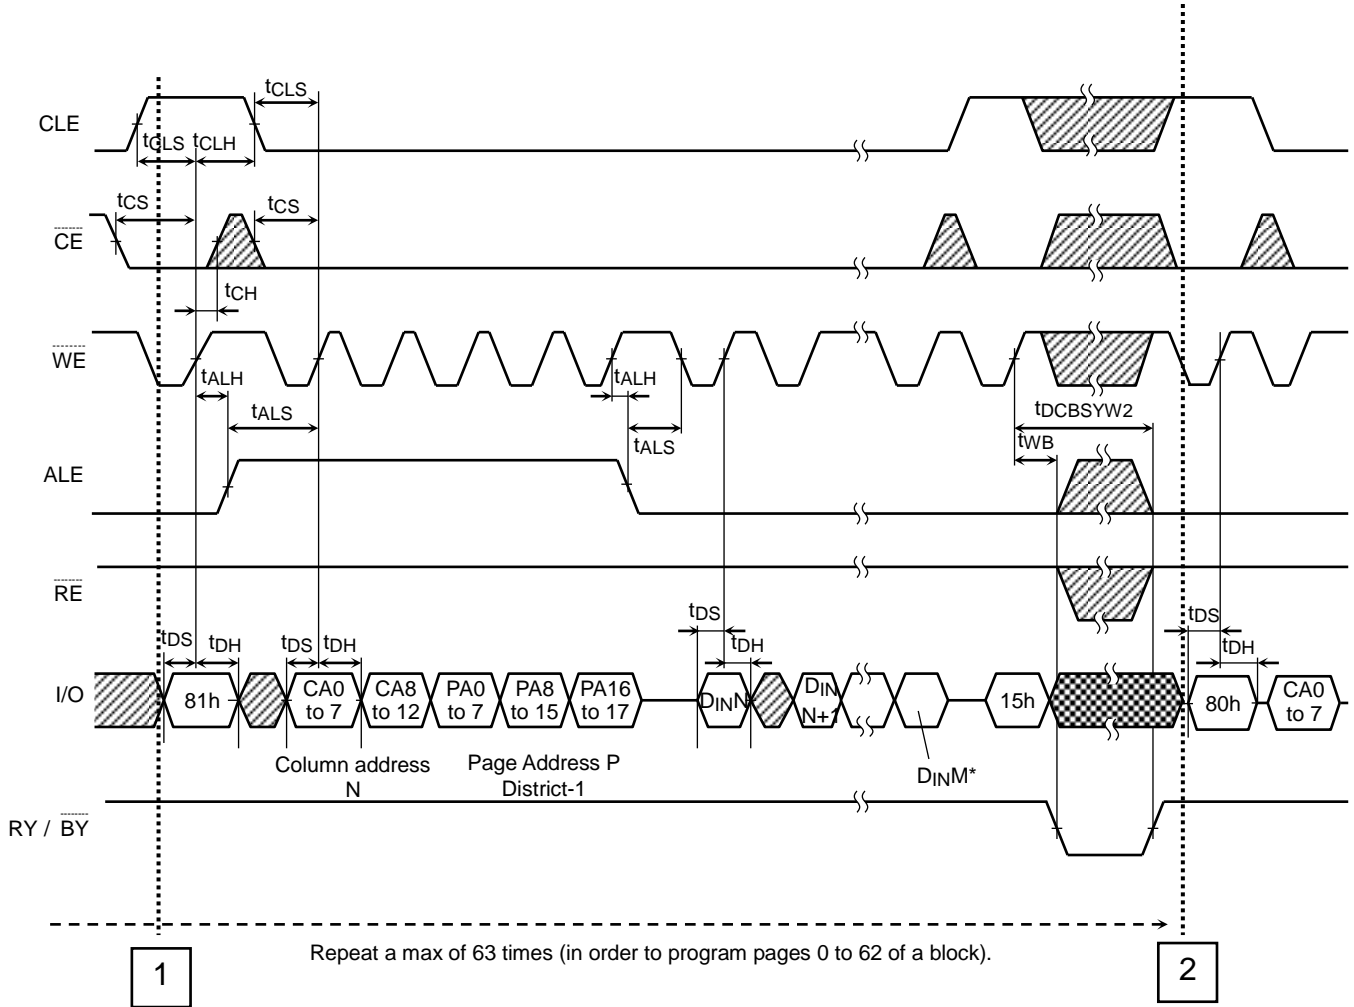 tCLS
CLE
tCLS tCLH
tCS tCS
CE
tCH
WE
tALH tALH
tALS tALS
tDCBSYW2
tWB
ALE
RE
tDS
tDH
tDS
tDH
tDS tDH tDS tDH
I/O
81h
CA0 to 7
CA8 to 12
PA0 to 7
PA8 to 15
PA16 to 17
DINN
DIN N+1
15h
80h
CA0 to 7
Column address
N
Page Address P
District-1
DINM*
RY / BY
Repeat a max of 63 times (in order to program pages 0 to 62 of a block).
1
2